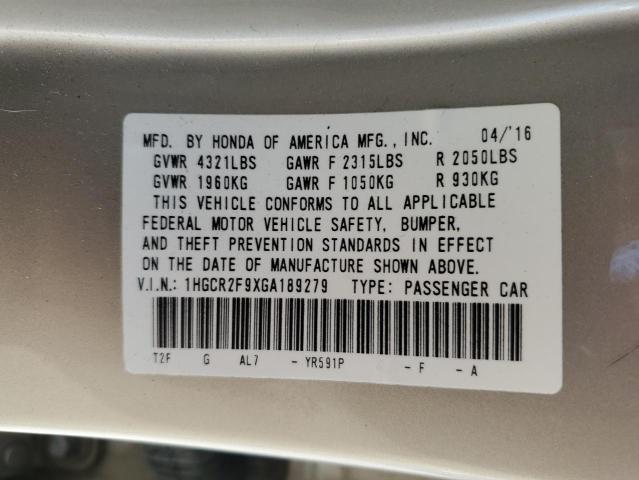 MFD. BY HONDA OF AMERICA MFG., INC. 04/'16
GVWR 4321LBS GAWR F 2315LBS R 2050LBS
GVWR 1960KG GAWR F 1050KG R 930KG
THIS VEHICLE CONFORMS TO ALL APPLICABLE
FEDERAL MOTOR VEHICLE SAFETY, BUMPER,
AND THEFT PREVENTION STANDARDS IN EFFECT
ON THE DATE OF MANUFACTURE SHOWN ABOVE.
V.I.N.: 1HGCR2F9XGA189279 TYPE: PASSENGER CAR
T2F G AL7 - YR591P - F - A